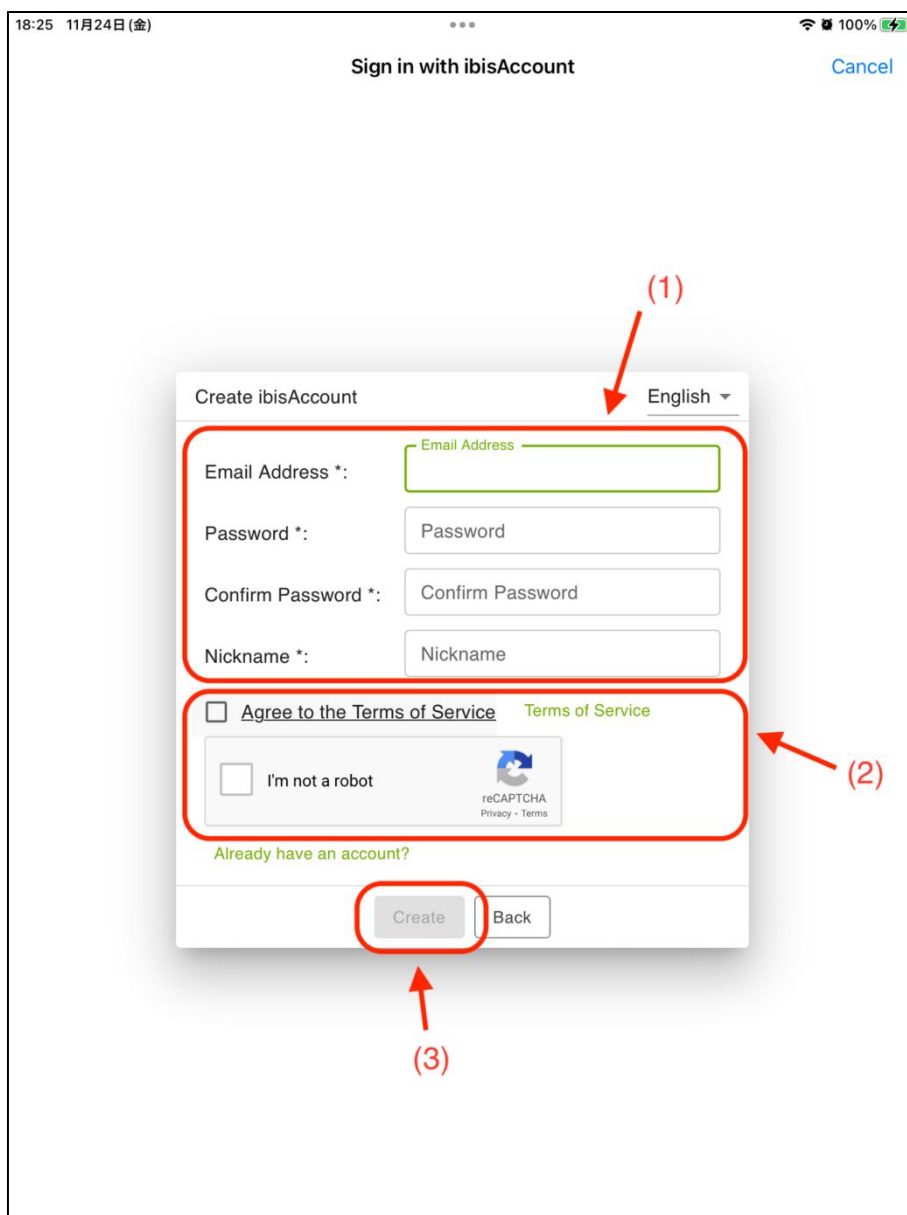 18:25 11月24日(金) 100%
Sign in with ibisAccount Cancel
(1)
Create ibisAccount English
Email Address
Email Address *:
Password *: Password
Confirm Password *: Confirm Password
Nickname *: Nickname
Agree to the Terms of Service Terms of Service
I'm not a robot
reCAPTCHA
Privacy - Terms
(2)
Already have an account?
Create Back
(3)